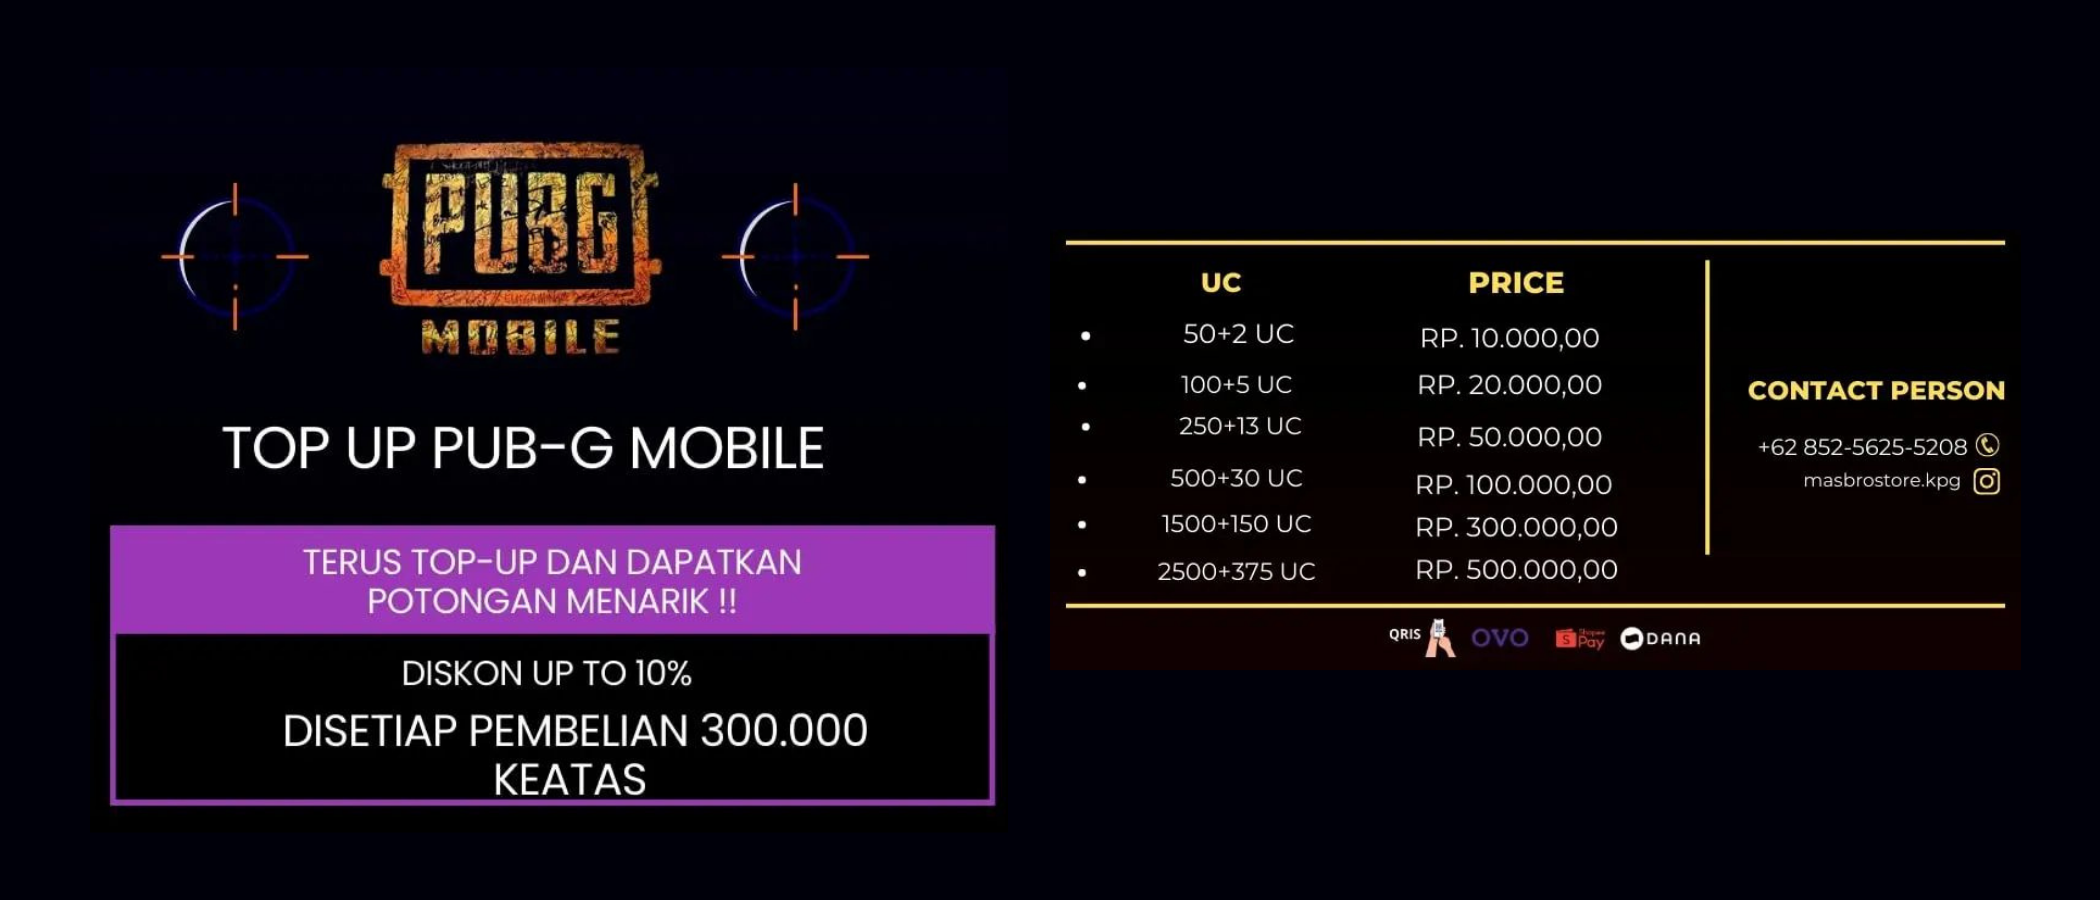 PUBG
MOBILE
TOP UP PUB-G MOBILE
TERUS TOP-UP DAN DAPATKAN
POTONGAN MENARIK !!
DISKON UP TO 10%
DISETIAP PEMBELIAN 300.000
KEATAS
UC PRICE
• 50+2 UC RP. 10.000,00
• 100+5 UC RP. 20.000,00
• 250+13 UC RP. 50.000,00
• 500+30 UC RP. 100.000,00
• 1500+150 UC RP. 300.000,00
• 2500+375 UC RP. 500.000,00
CONTACT PERSON
+62 852-5625-5208
masbrostore.kpg
QRIS OVO Shopee Pay DANA